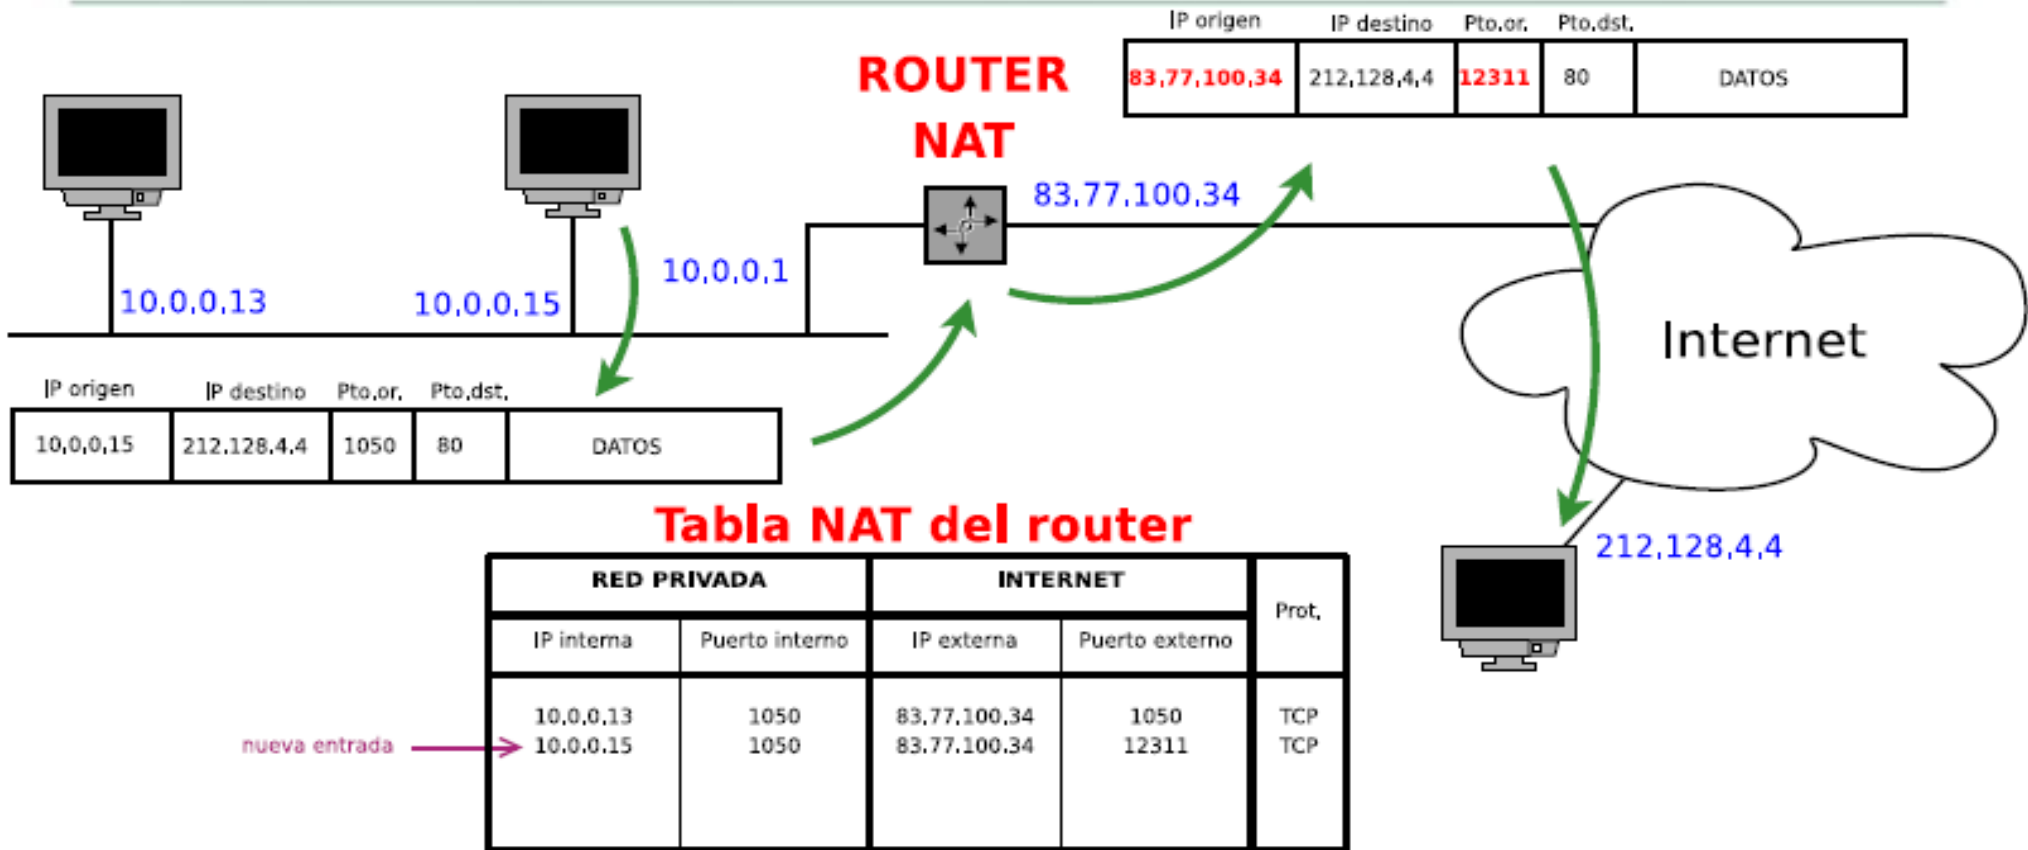 IP origen IP destino Pto.or. Pto.dst.
83.77.100.34 212.128.4.4 12311 80 DATOS
ROUTER
NAT
83.77.100.34
10.0.0.1
10.0.0.13
10.0.0.15
Internet
IP origen IP destino Pto.or. Pto.dst.
10.0.0.15 212.128.4.4 1050 80 DATOS
212.128.4.4
Tabla NAT del router
RED PRIVADA INTERNET Prot.
IP interna Puerto interno IP externa Puerto externo
10.0.0.13 1050 83.77.100.34 1050 TCP
nueva entrada 10.0.0.15 1050 83.77.100.34 12311 TCP